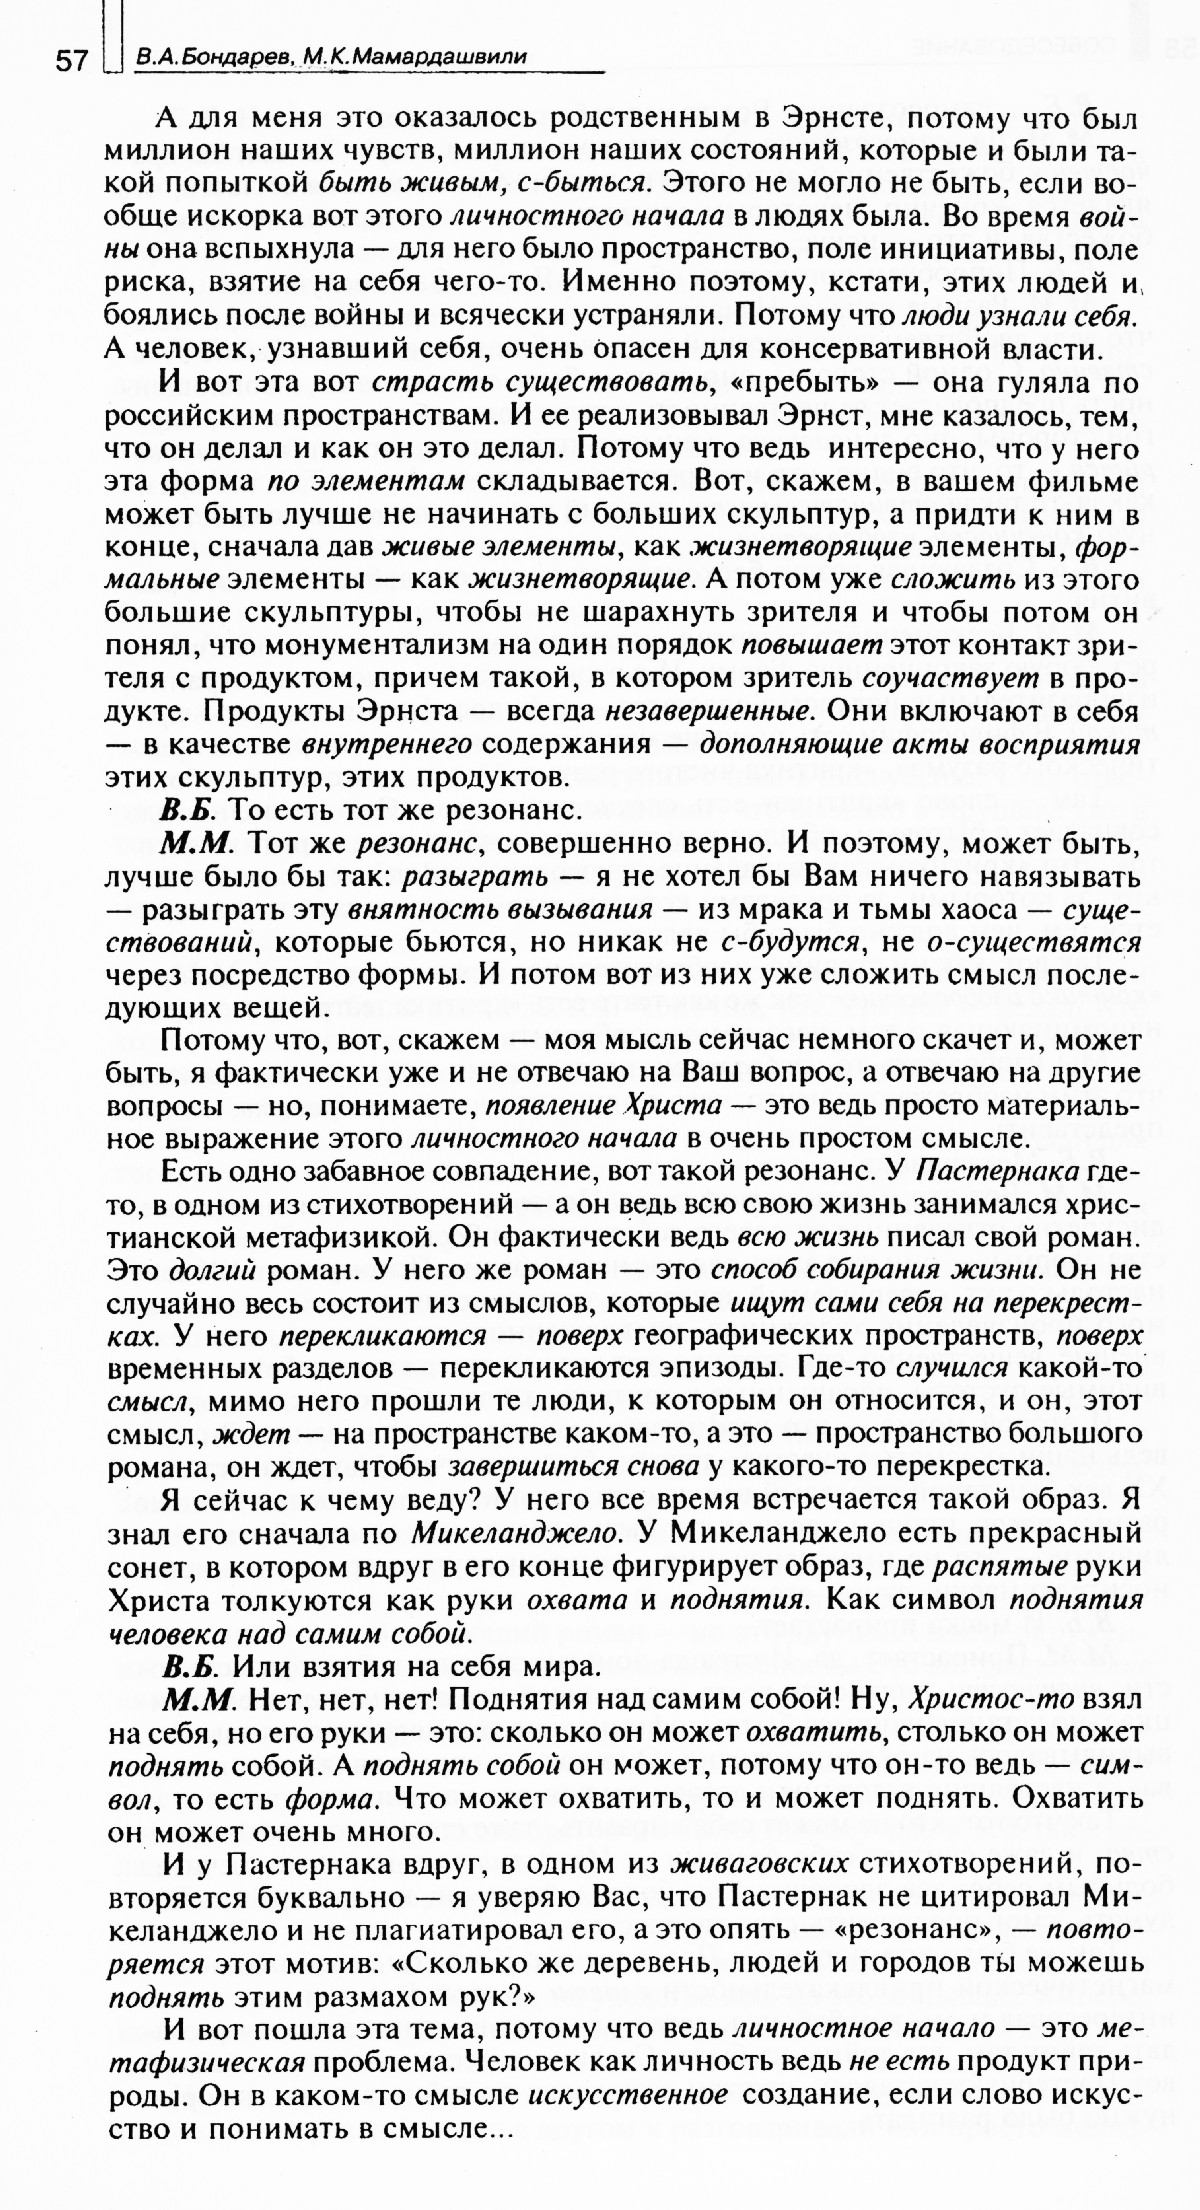 57 В.А.Бондарев, М.К.Мамардашвили
А для меня это оказалось родственным в Эрнсте, потому что был
миллион наших чувств, миллион наших состояний, которые и были та-
кой попыткой быть живым, с-быться. Этого не могло не быть, если во-
обще искорка вот этого личностного начала в людях была. Во время вой-
ны она вспыхнула — для него было пространство, поле инициативы, поле
риска, взятие на себя чего-то. Именно поэтому, кстати, этих людей и
боялись после войны и всячески устраняли. Потому что люди узнали себя.
А человек, узнавший себя, очень опасен для консервативной власти.
И вот эта вот страсть существовать, «пребыть» — она гуляла по
российским пространствам. И ее реализовывал Эрнст, мне казалось, тем,
что он делал и как он это делал. Потому что ведь интересно, что у него
эта форма по элементам складывается. Вот, скажем, в вашем фильме
может быть лучше не начинать с больших скульптур, а придти к ним в
конце, сначала дав живые элементы, как жизнетворящие элементы, фор-
мальные элементы — как жизнетворящие. А потом уже сложить из этого
большие скульптуры, чтобы не шарахнуть зрителя и чтобы потом он
понял, что монументализм на один порядок повышает этот контакт зри-
теля с продуктом, причем такой, в котором зритель соучаствует в про-
дукте. Продукты Эрнста — всегда незавершенные. Они включают в себя
— в качестве внутреннего содержания — дополняющие акты восприятия
этих скульптур, этих продуктов.
В.Б. То есть тот же резонанс.
М.М. Тот же резонанс, совершенно верно. И поэтому, может быть,
лучше было бы так: разыграть — я не хотел бы Вам ничего навязывать
— разыграть эту внятность вызывания — из мрака и тьмы хаоса — суще-
ствований, которые бьются, но никак не с-будутся, не о-существятся
через посредство формы. И потом вот из них уже сложить смысл после-
дующих вещей.
Потому что, вот, скажем — моя мысль сейчас немного скачет и, может
быть, я фактически уже и не отвечаю на Ваш вопрос, а отвечаю на другие
вопросы — но, понимаете, появление Христа — это ведь просто материаль-
ное выражение этого личностного начала в очень простом смысле.
Есть одно забавное совпадение, вот такой резонанс. У Пастернака где-
то, в одном из стихотворений — а он ведь всю свою жизнь занимался хрис-
тианской метафизикой. Он фактически ведь всю жизнь писал свой роман.
Это долгий роман. У него же роман — это способ собирания жизни. Он не
случайно весь состоит из смыслов, которые ищут сами себя на перекрест-
ках. У него перекликаются — поверх географических пространств, поверх
временных разделов — перекликаются эпизоды. Где-то случился какой-то
смысл, мимо него прошли те люди, к которым он относится, и он, этот
смысл, ждет — на пространстве каком-то, а это — пространство большого
романа, он ждет, чтобы завершиться снова у какого-то перекрестка.
Я сейчас к чему веду? У него все время встречается такой образ. Я
знал его сначала по Микеланджело. У Микеланджело есть прекрасный
сонет, в котором вдруг в его конце фигурирует образ, где распятые руки
Христа толкуются как руки охвата и поднятия. Как символ поднятия
человека над самим собой.
В.Б. Или взятия на себя мира.
М.М. Нет, нет, нет! Поднятия над самим собой! Ну, Христос-то взял
на себя, но его руки — это: сколько он может охватить, столько он может
поднять собой. А поднять собой он может, потому что он-то ведь — сим-
вол, то есть форма. Что может охватить, то и может поднять. Охватить
он может очень много.
И у Пастернака вдруг, в одном из живаговских стихотворений, по-
вторяется буквально — я уверяю Вас, что Пастернак не цитировал Ми-
келанджело и не плагиатировал его, а это опять — «резонанс», — повто-
ряется этот мотив: «Сколько же деревень, людей и городов ты можешь
поднять этим размахом рук?»
И вот пошла эта тема, потому что ведь личностное начало — это ме-
тафизическая проблема. Человек как личность ведь не есть продукт при-
роды. Он в каком-то смысле искусственное создание, если слово искус-
ство и понимать в смысле...